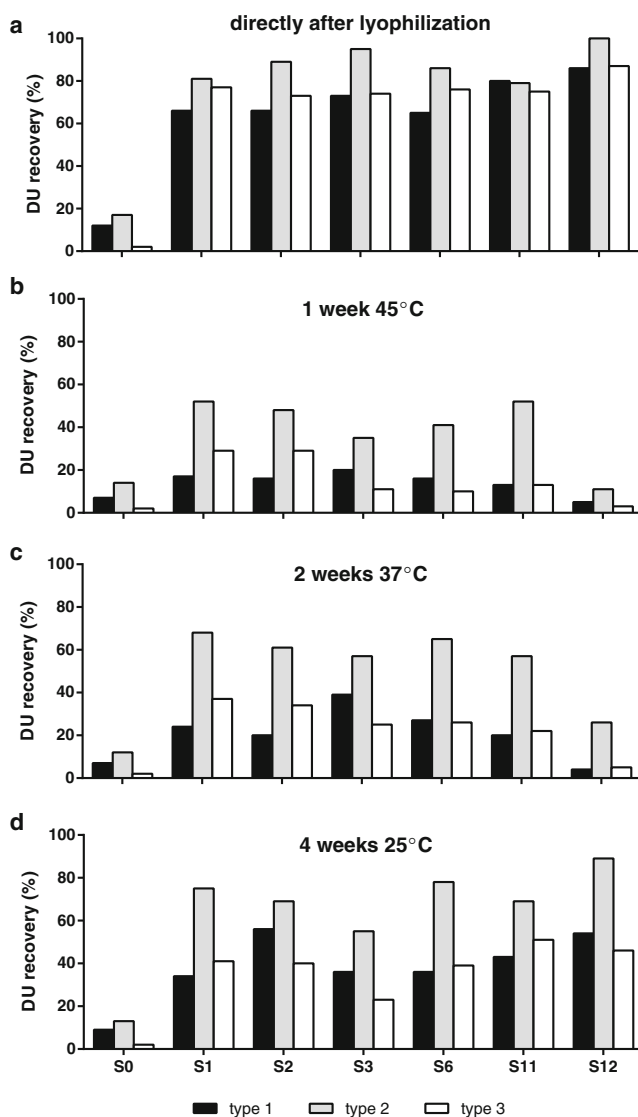 a
directly after lyophilization
DU recovery (%)
100
80
60
40
20
0
b
1 week 45°C
DU recovery (%)
100
80
60
40
20
0
c
2 weeks 37°C
DU recovery (%)
100
80
60
40
20
0
d
4 weeks 25°C
DU recovery (%)
100
80
60
40
20
0
S0 S1 S2 S3 S6 S11 S12
type 1 type 2 type 3